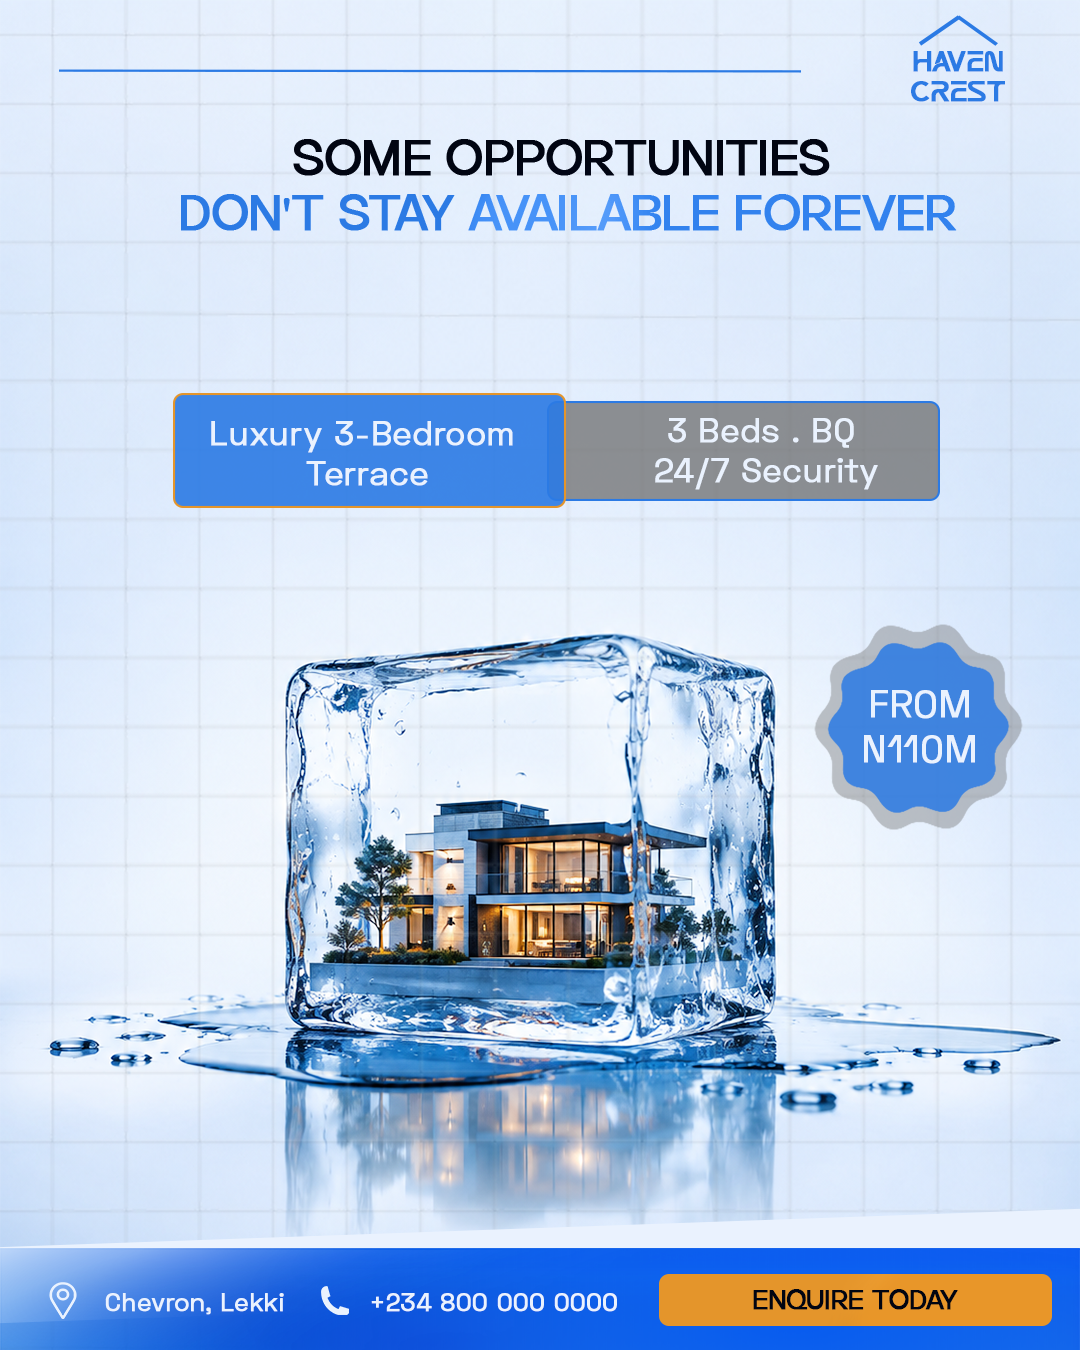 HAVEN
CREST
SOME OPPORTUNITIES
DON'T STAY AVAILABLE FOREVER
Luxury 3-Bedroom
Terrace
3 Beds . BQ
24/7 Security
FROM
N110M
Chevron, Lekki
+234 800 000 0000
ENQUIRE TODAY